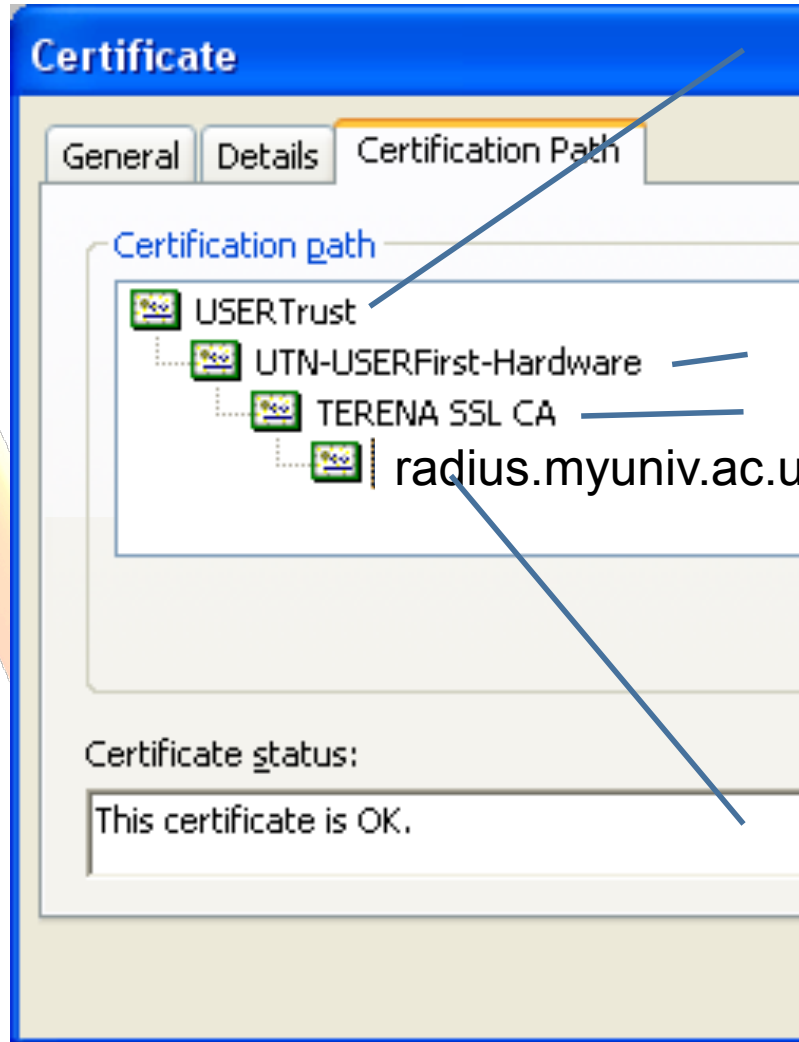 Certificate
General Details Certification Path
Certification path
USERTrust
UTN-USERFirst-Hardware
TERENA SSL CA
radius.myuniv.ac.u
Certificate status:
This certificate is OK.